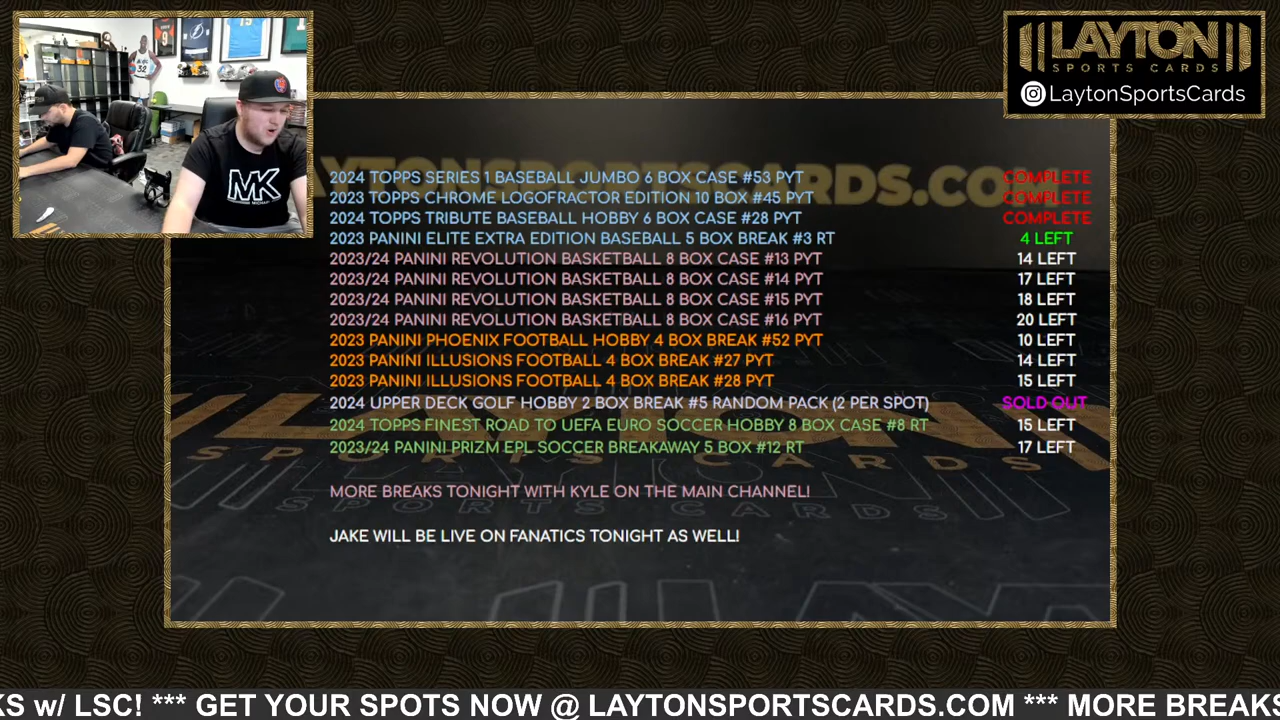 LAYTON
SPORTS CARDS
LaytonSportsCards
LAYTONSPORTSCARDS.CO
2024 TOPPS SERIES 1 BASEBALL JUMBO 6 BOX CASE #53 PYT COMPLETE
2023 TOPPS CHROME LOGOFRACTOR EDITION 10 BOX #45 PYT COMPLETE
2024 TOPPS TRIBUTE BASEBALL HOBBY 6 BOX CASE #28 PYT COMPLETE
2023 PANINI ELITE EXTRA EDITION BASEBALL 5 BOX BREAK #3 RT 4 LEFT
2023/24 PANINI REVOLUTION BASKETBALL 8 BOX CASE #13 PYT 14 LEFT
2023/24 PANINI REVOLUTION BASKETBALL 8 BOX CASE #14 PYT 17 LEFT
2023/24 PANINI REVOLUTION BASKETBALL 8 BOX CASE #15 PYT 18 LEFT
2023/24 PANINI REVOLUTION BASKETBALL 8 BOX CASE #16 PYT 20 LEFT
2023 PANINI PHOENIX FOOTBALL HOBBY 4 BOX BREAK #52 PYT 10 LEFT
2023 PANINI ILLUSIONS FOOTBALL 4 BOX BREAK #27 PYT 14 LEFT
2023 PANINI ILLUSIONS FOOTBALL 4 BOX BREAK #28 PYT 15 LEFT
2024 UPPER DECK GOLF HOBBY 2 BOX BREAK #5 RANDOM PACK (2 PER SPOT) SOLD OUT
2024 TOPPS FINEST ROAD TO UEFA EURO SOCCER HOBBY 8 BOX CASE #8 RT 15 LEFT
2023/24 PANINI PRIZM EPL SOCCER BREAKAWAY 5 BOX #12 RT 17 LEFT
MORE BREAKS TONIGHT WITH KYLE ON THE MAIN CHANNEL!
JAKE WILL BE LIVE ON FANATICS TONIGHT AS WELL!
MK
KS w/ LSC! *** GET YOUR SPOTS NOW @ LAYTONSPORTSCARDS.COM *** MORE BREAKS